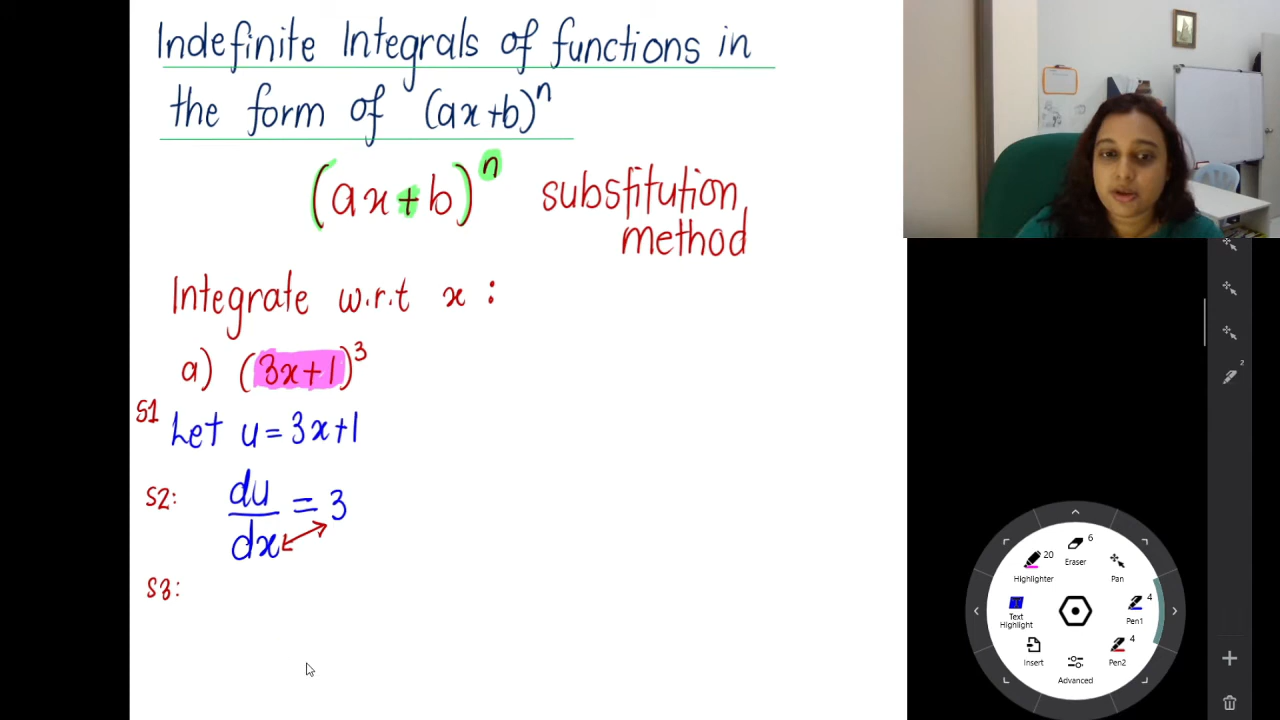 Indefinite Integrals of functions in
the form of (ax+b)ⁿ
(ax+b)ⁿ substitution
method
Integrate w.r.t x :
a) (3x+1)³
S1 Let u=3x+1
S2: du/dx = 3
S3:
20
Highlighter
6
Eraser
Pan
Text
Highlight
4
Pen1
Insert
Advanced
4
Pen2
2